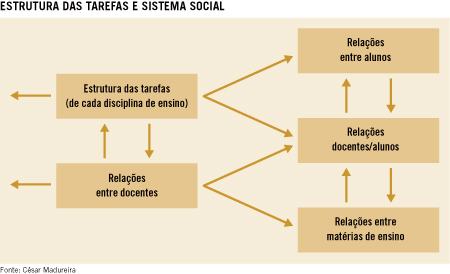 ESTRUTURA DAS TAREFAS E SISTEMA SOCIAL
Relações
entre alunos
Estrutura das tarefas
(de cada disciplina de ensino)
Relações
docentes/alunos
Relações
entre docentes
Relações entre
matérias de ensino
Fonte: César Madureira